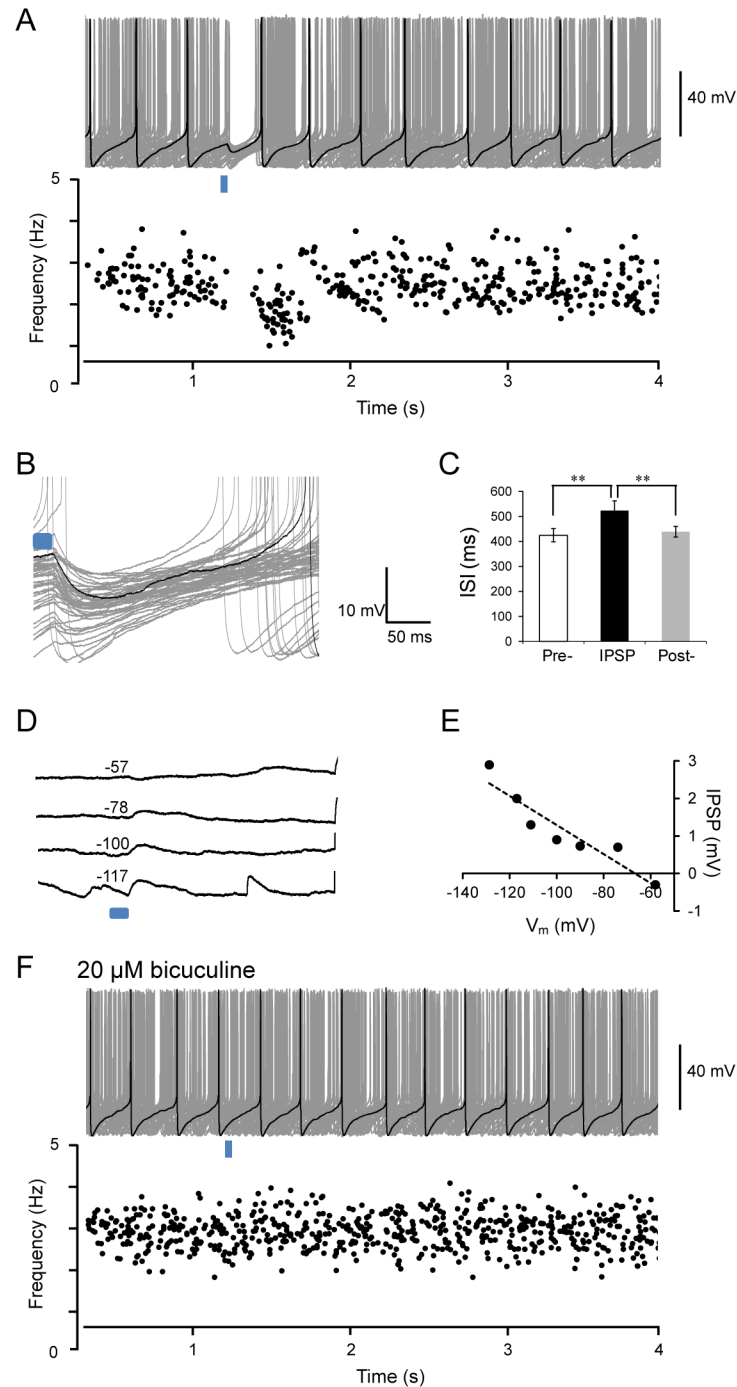 A
40 mV
5
Frequency (Hz)
0
1 2 3 4
Time (s)
B
10 mV
50 ms
C
** **
600
500
400
300
200
100
0
ISI (ms)
Pre- IPSP Post-
D
-57
-78
-100
-117
E
3
2
1
0
-1
IPSP (mV)
-140 -120 -100 -80 -60
Vm (mV)
F 20 µM bicuculine
40 mV
5
Frequency (Hz)
0
1 2 3 4
Time (s)